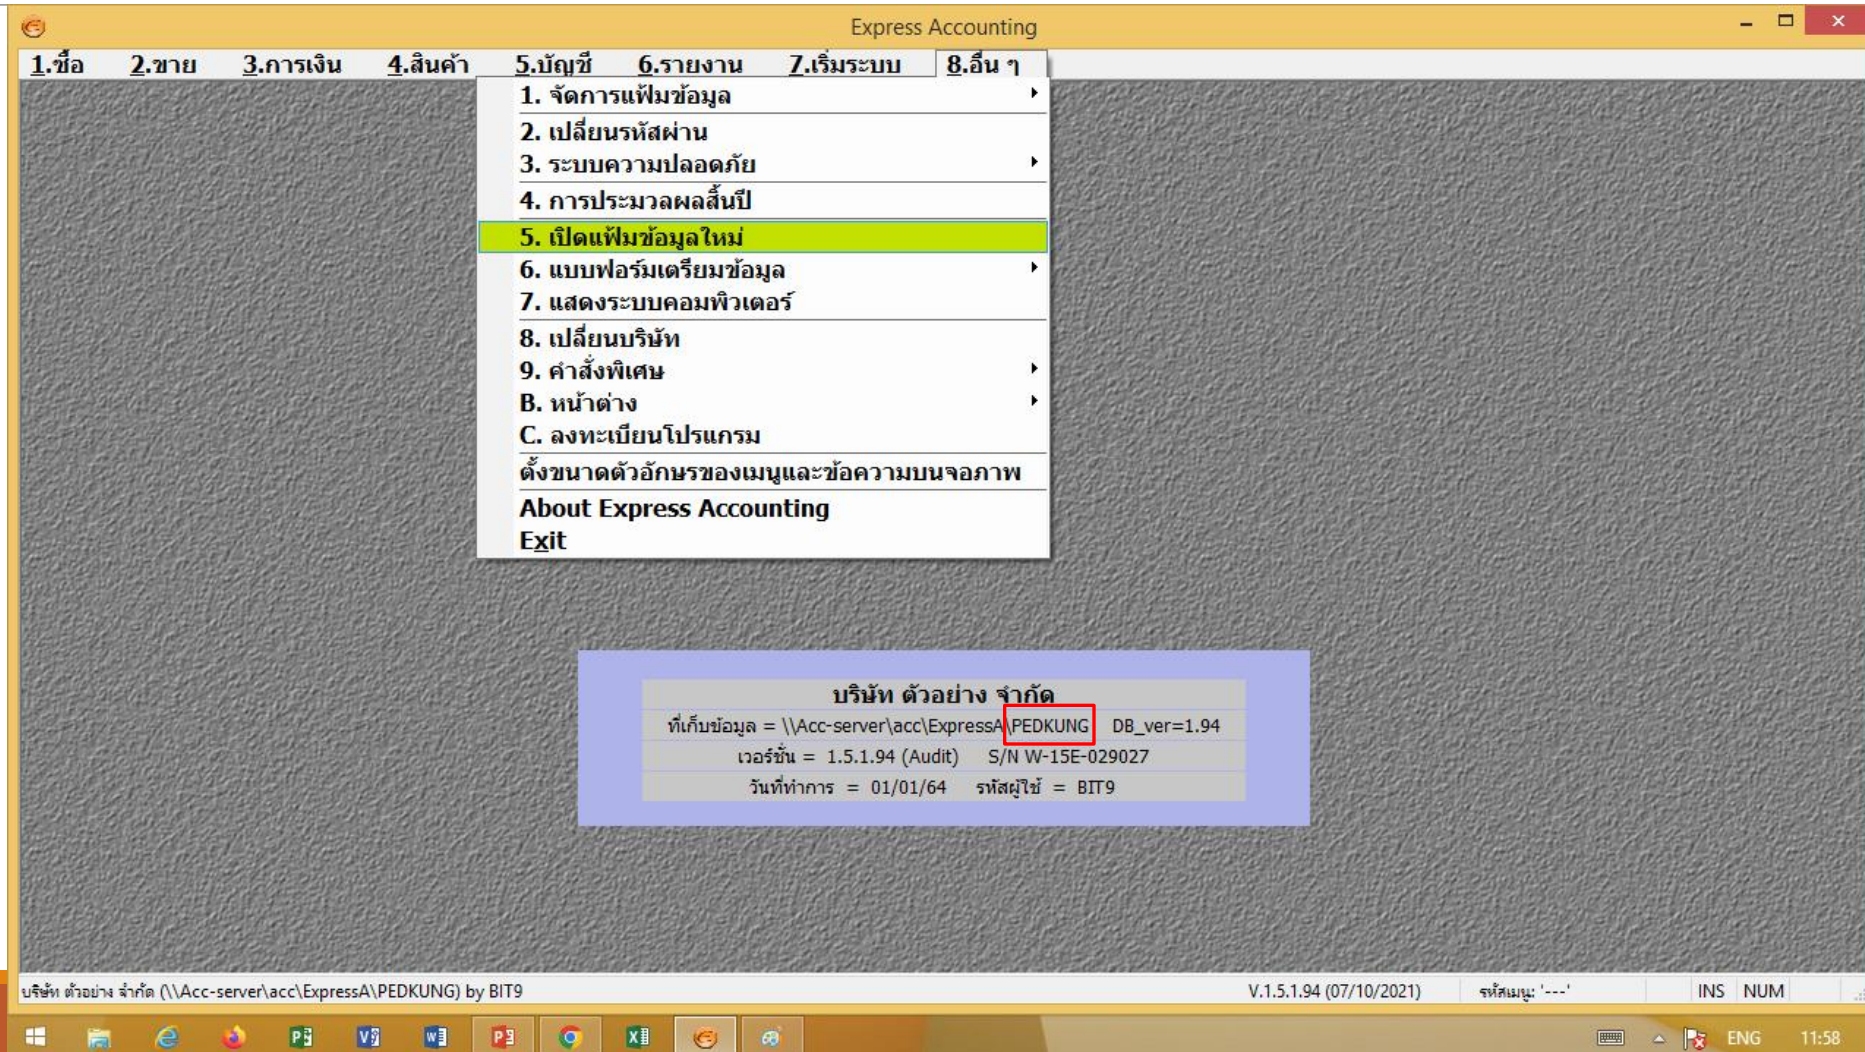 Express Accounting
1.ซื้อ 2.ขาย 3.การเงิน 4.สินค้า 5.บัญชี 6.รายงาน 7.เริ่มระบบ 8.อื่น ๆ
1. จัดการแฟ้มข้อมูล
2. เปลี่ยนรหัสผ่าน
3. ระบบความปลอดภัย
4. การประมวลผลสิ้นปี
5. เปิดแฟ้มข้อมูลใหม่
6. แบบฟอร์มเตรียมข้อมูล
7. แสดงระบบคอมพิวเตอร์
8. เปลี่ยนบริษัท
9. คำสั่งพิเศษ
B. หน้าต่าง
C. ลงทะเบียนโปรแกรม
ตั้งขนาดตัวอักษรของเมนูและข้อความบนจอภาพ
About Express Accounting
Exit
บริษัท ตัวอย่าง จำกัด
ที่เก็บข้อมูล = \\Acc-server\acc\ExpressA\PEDKUNG DB_ver=1.94
เวอร์ชั่น = 1.5.1.94 (Audit) S/N W-15E-029027
วันที่ทำการ = 01/01/64 รหัสผู้ใช้ = BIT9
บริษัท ตัวอย่าง จำกัด (\\Acc-server\acc\ExpressA\PEDKUNG) by BIT9 V.1.5.1.94 (07/10/2021) รหัสเมนู: '---' INS NUM
ENG 11:58